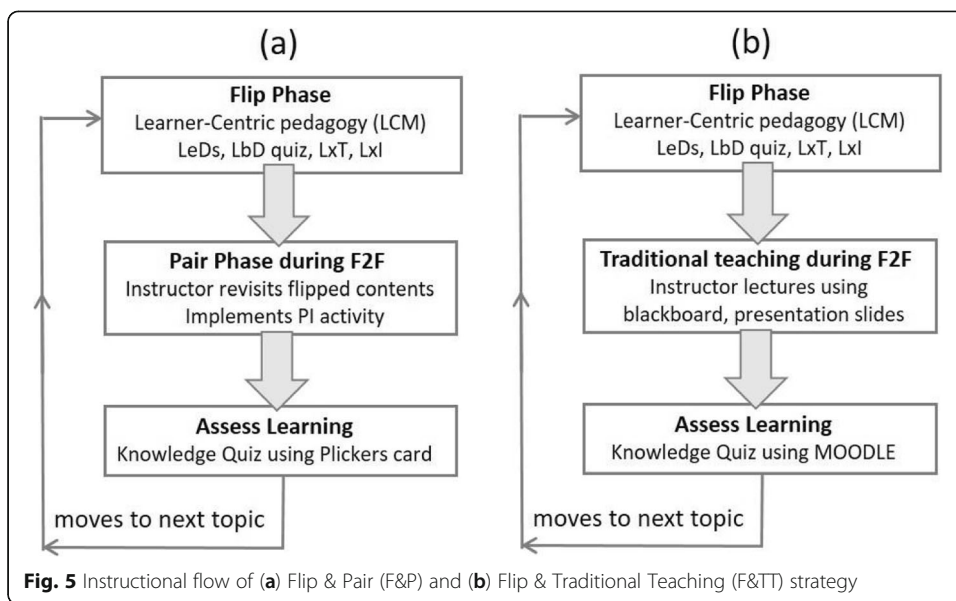 (a)
Flip Phase
Learner-Centric pedagogy (LCM)
LeDs, LbD quiz, LxT, LxI
Pair Phase during F2F
Instructor revisits flipped contents
Implements PI activity
Assess Learning
Knowledge Quiz using Plickers card
moves to next topic
(b)
Flip Phase
Learner-Centric pedagogy (LCM)
LeDs, LbD quiz, LxT, LxI
Traditional teaching during F2F
Instructor lectures using
blackboard, presentation slides
Assess Learning
Knowledge Quiz using MOODLE
moves to next topic
Fig. 5 Instructional flow of (a) Flip & Pair (F&P) and (b) Flip & Traditional Teaching (F&TT) strategy